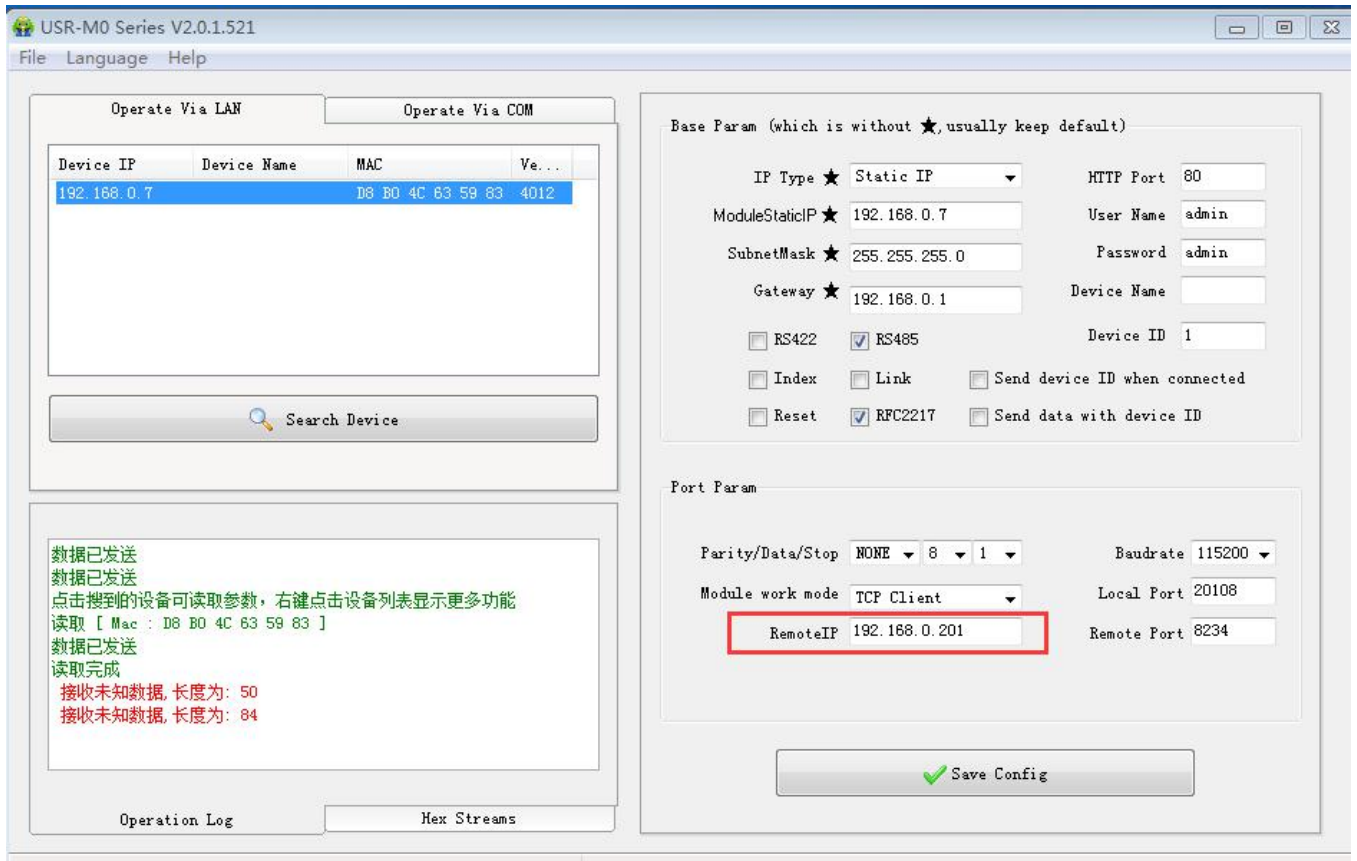 USR-M0 Series V2.0.1.521
File Language Help
Operate Via LAN
Operate Via COM
Device IP Device Name MAC Ve...
192.168.0.7 D8 B0 4C 63 59 83 4012
Search Device
数据已发送
数据已发送
点击搜到的设备可读取参数，右键点击设备列表显示更多功能
读取 [ Mac : D8 B0 4C 63 59 83 ]
数据已发送
读取完成
接收未知数据,长度为: 50
接收未知数据,长度为: 84
Operation Log
Hex Streams
Base Param (which is without ★,usually keep default)
IP Type ★ Static IP HTTP Port 80
ModuleStaticIP ★ 192.168.0.7 User Name admin
SubnetMask ★ 255.255.255.0 Password admin
Gateway ★ 192.168.0.1 Device Name
RS422 RS485 Device ID 1
Index Link Send device ID when connected
Reset RFC2217 Send data with device ID
Port Param
Parity/Data/Stop NONE 8 1 Baudrate 115200
Module work mode TCP Client Local Port 20108
RemoteIP 192.168.0.201 Remote Port 8234
Save Config